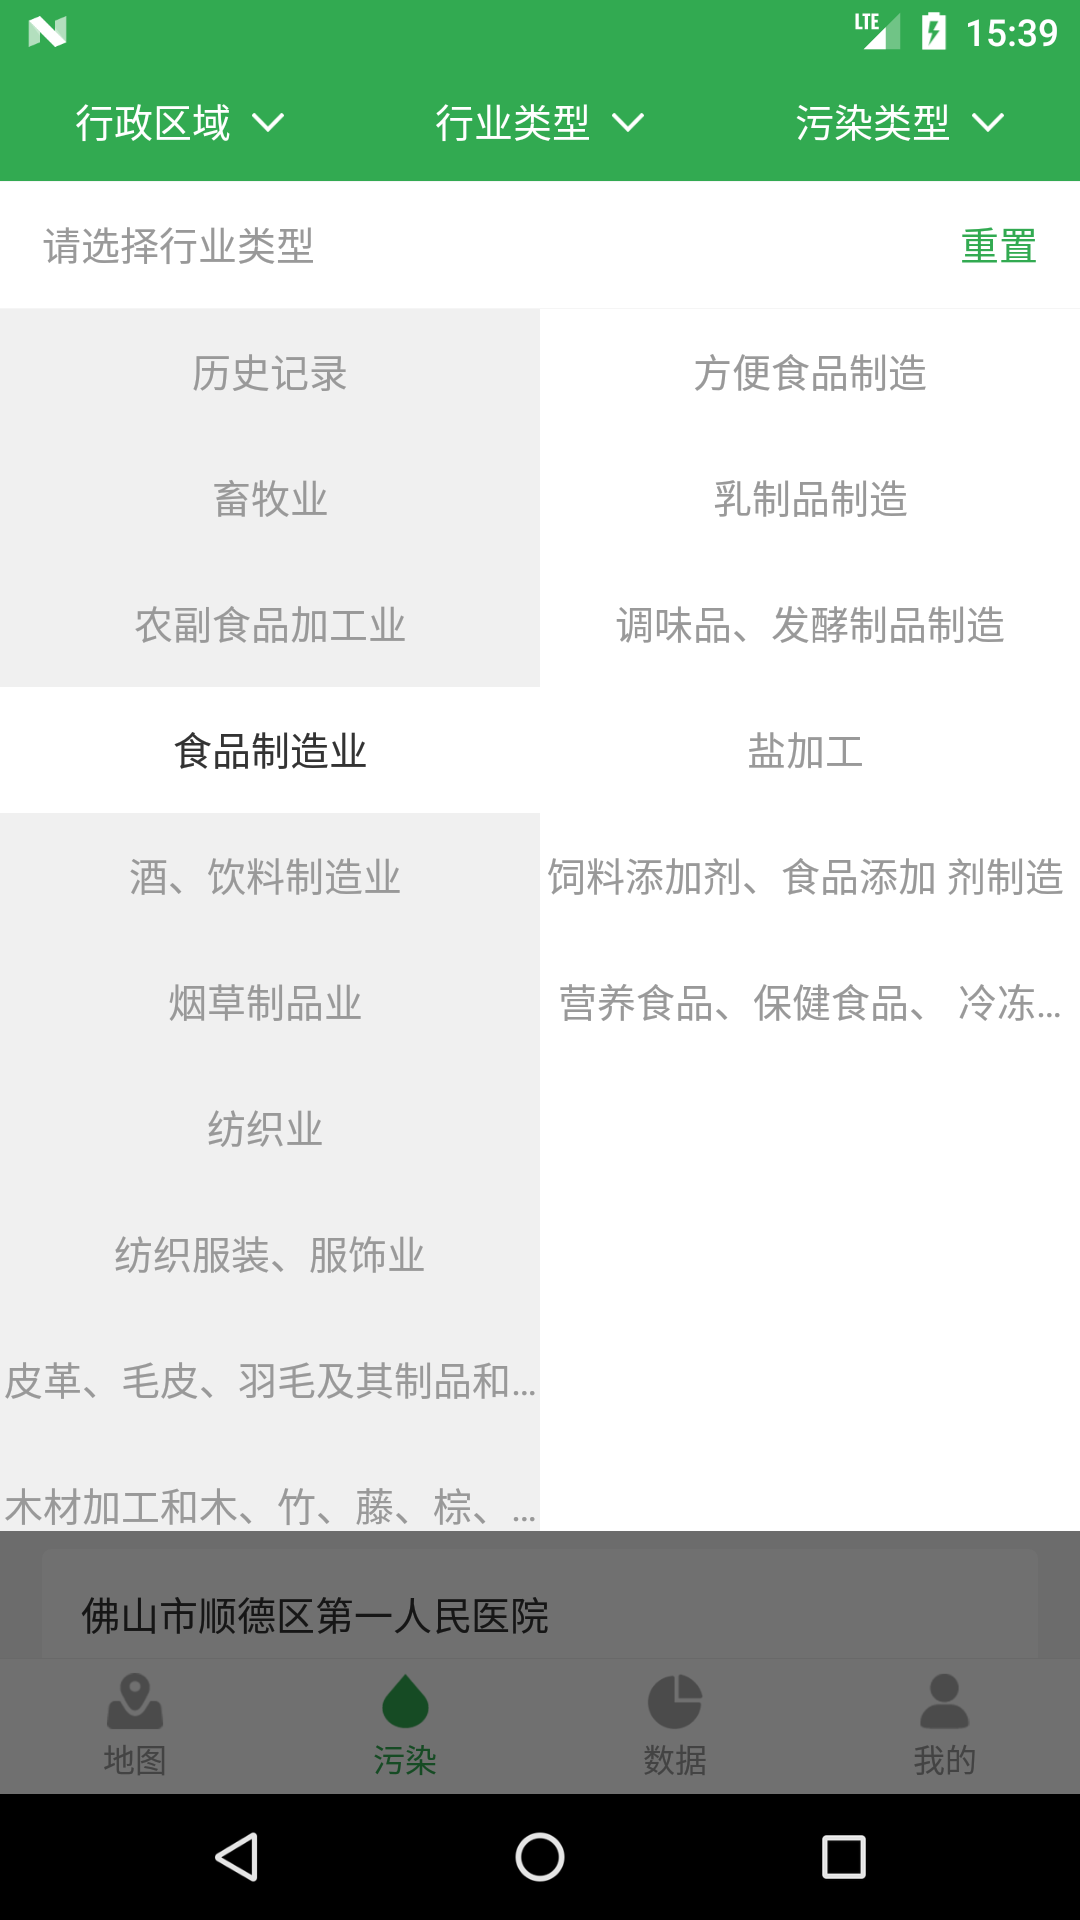 LTE 15:39
行政区域 行业类型 污染类型
请选择行业类型 重置
历史记录 方便食品制造
畜牧业 乳制品制造
农副食品加工业 调味品、发酵制品制造
食品制造业 盐加工
酒、饮料制造业 饲料添加剂、食品添加 剂制造
烟草制品业 营养食品、保健食品、 冷冻...
纺织业
纺织服装、服饰业
皮革、毛皮、羽毛及其制品和...
木材加工和木、竹、藤、棕、...
佛山市顺德区第一人民医院
地图 污染 数据 我的